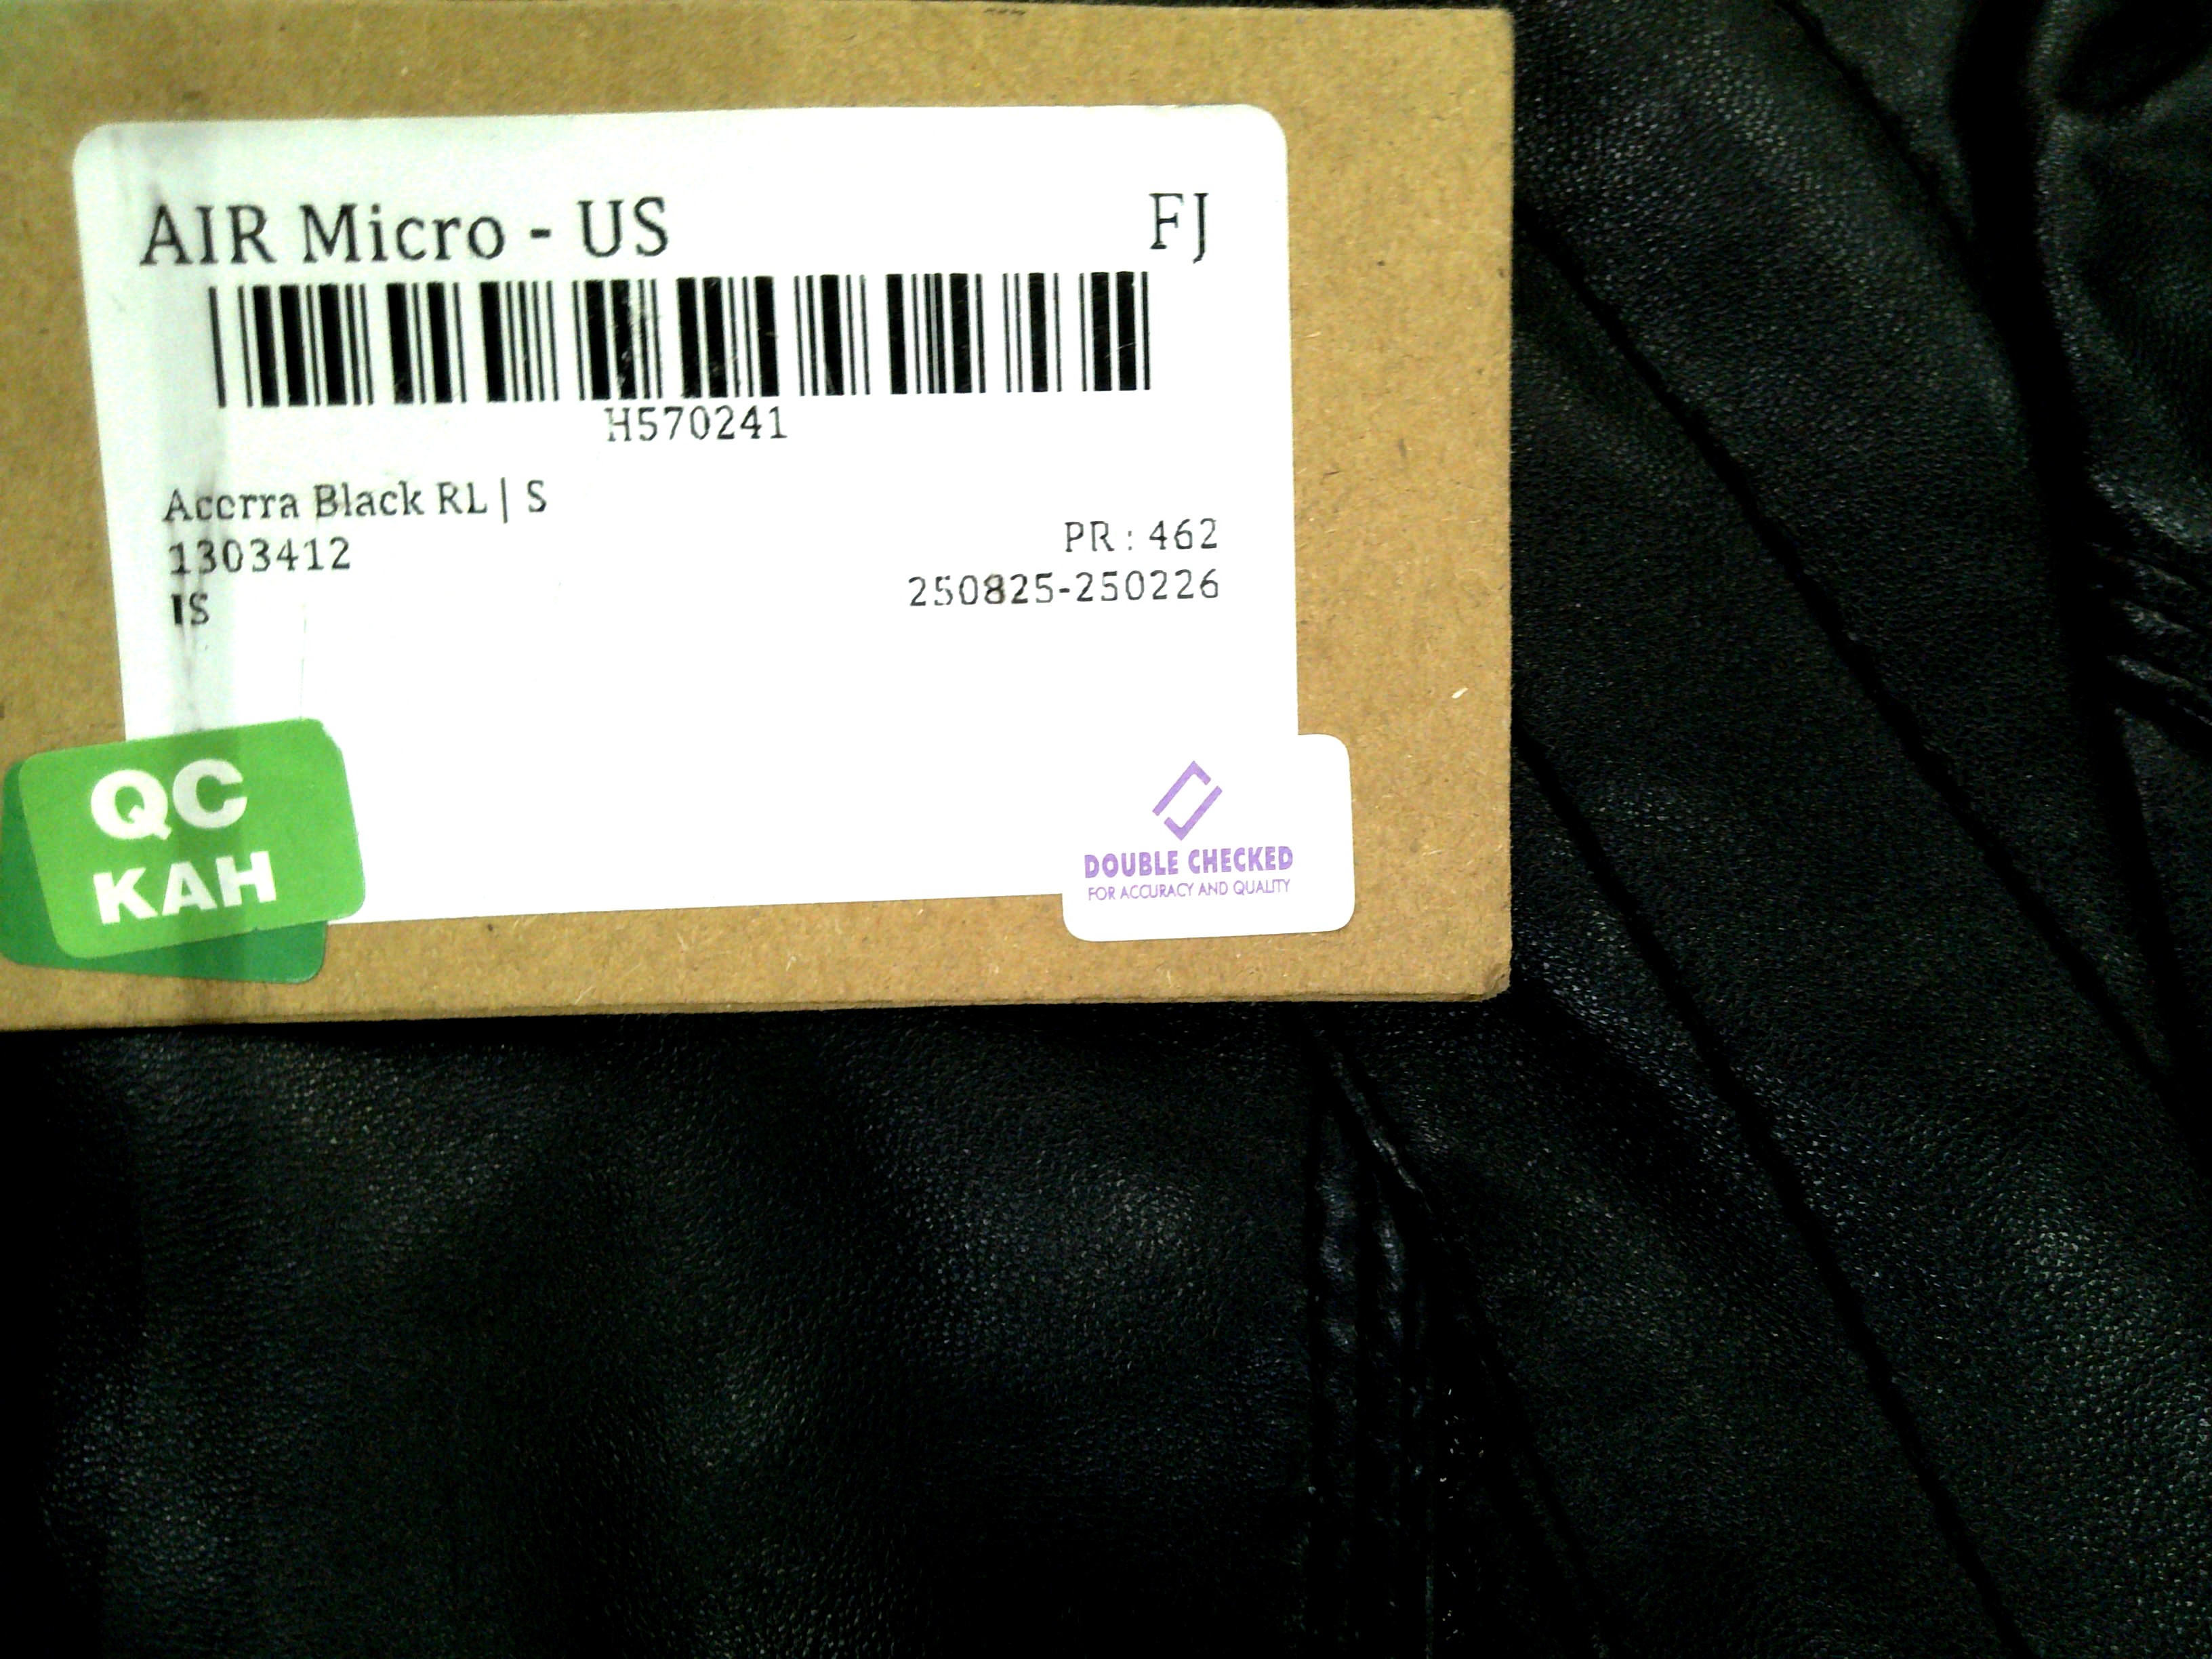 AIR Micro - US
FJ
H570241
Acerra Black RL | S
1303412
IS
PR : 462
250825-250226
QC
KAH
DOUBLE CHECKED
FOR ACCURACY AND QUALITY